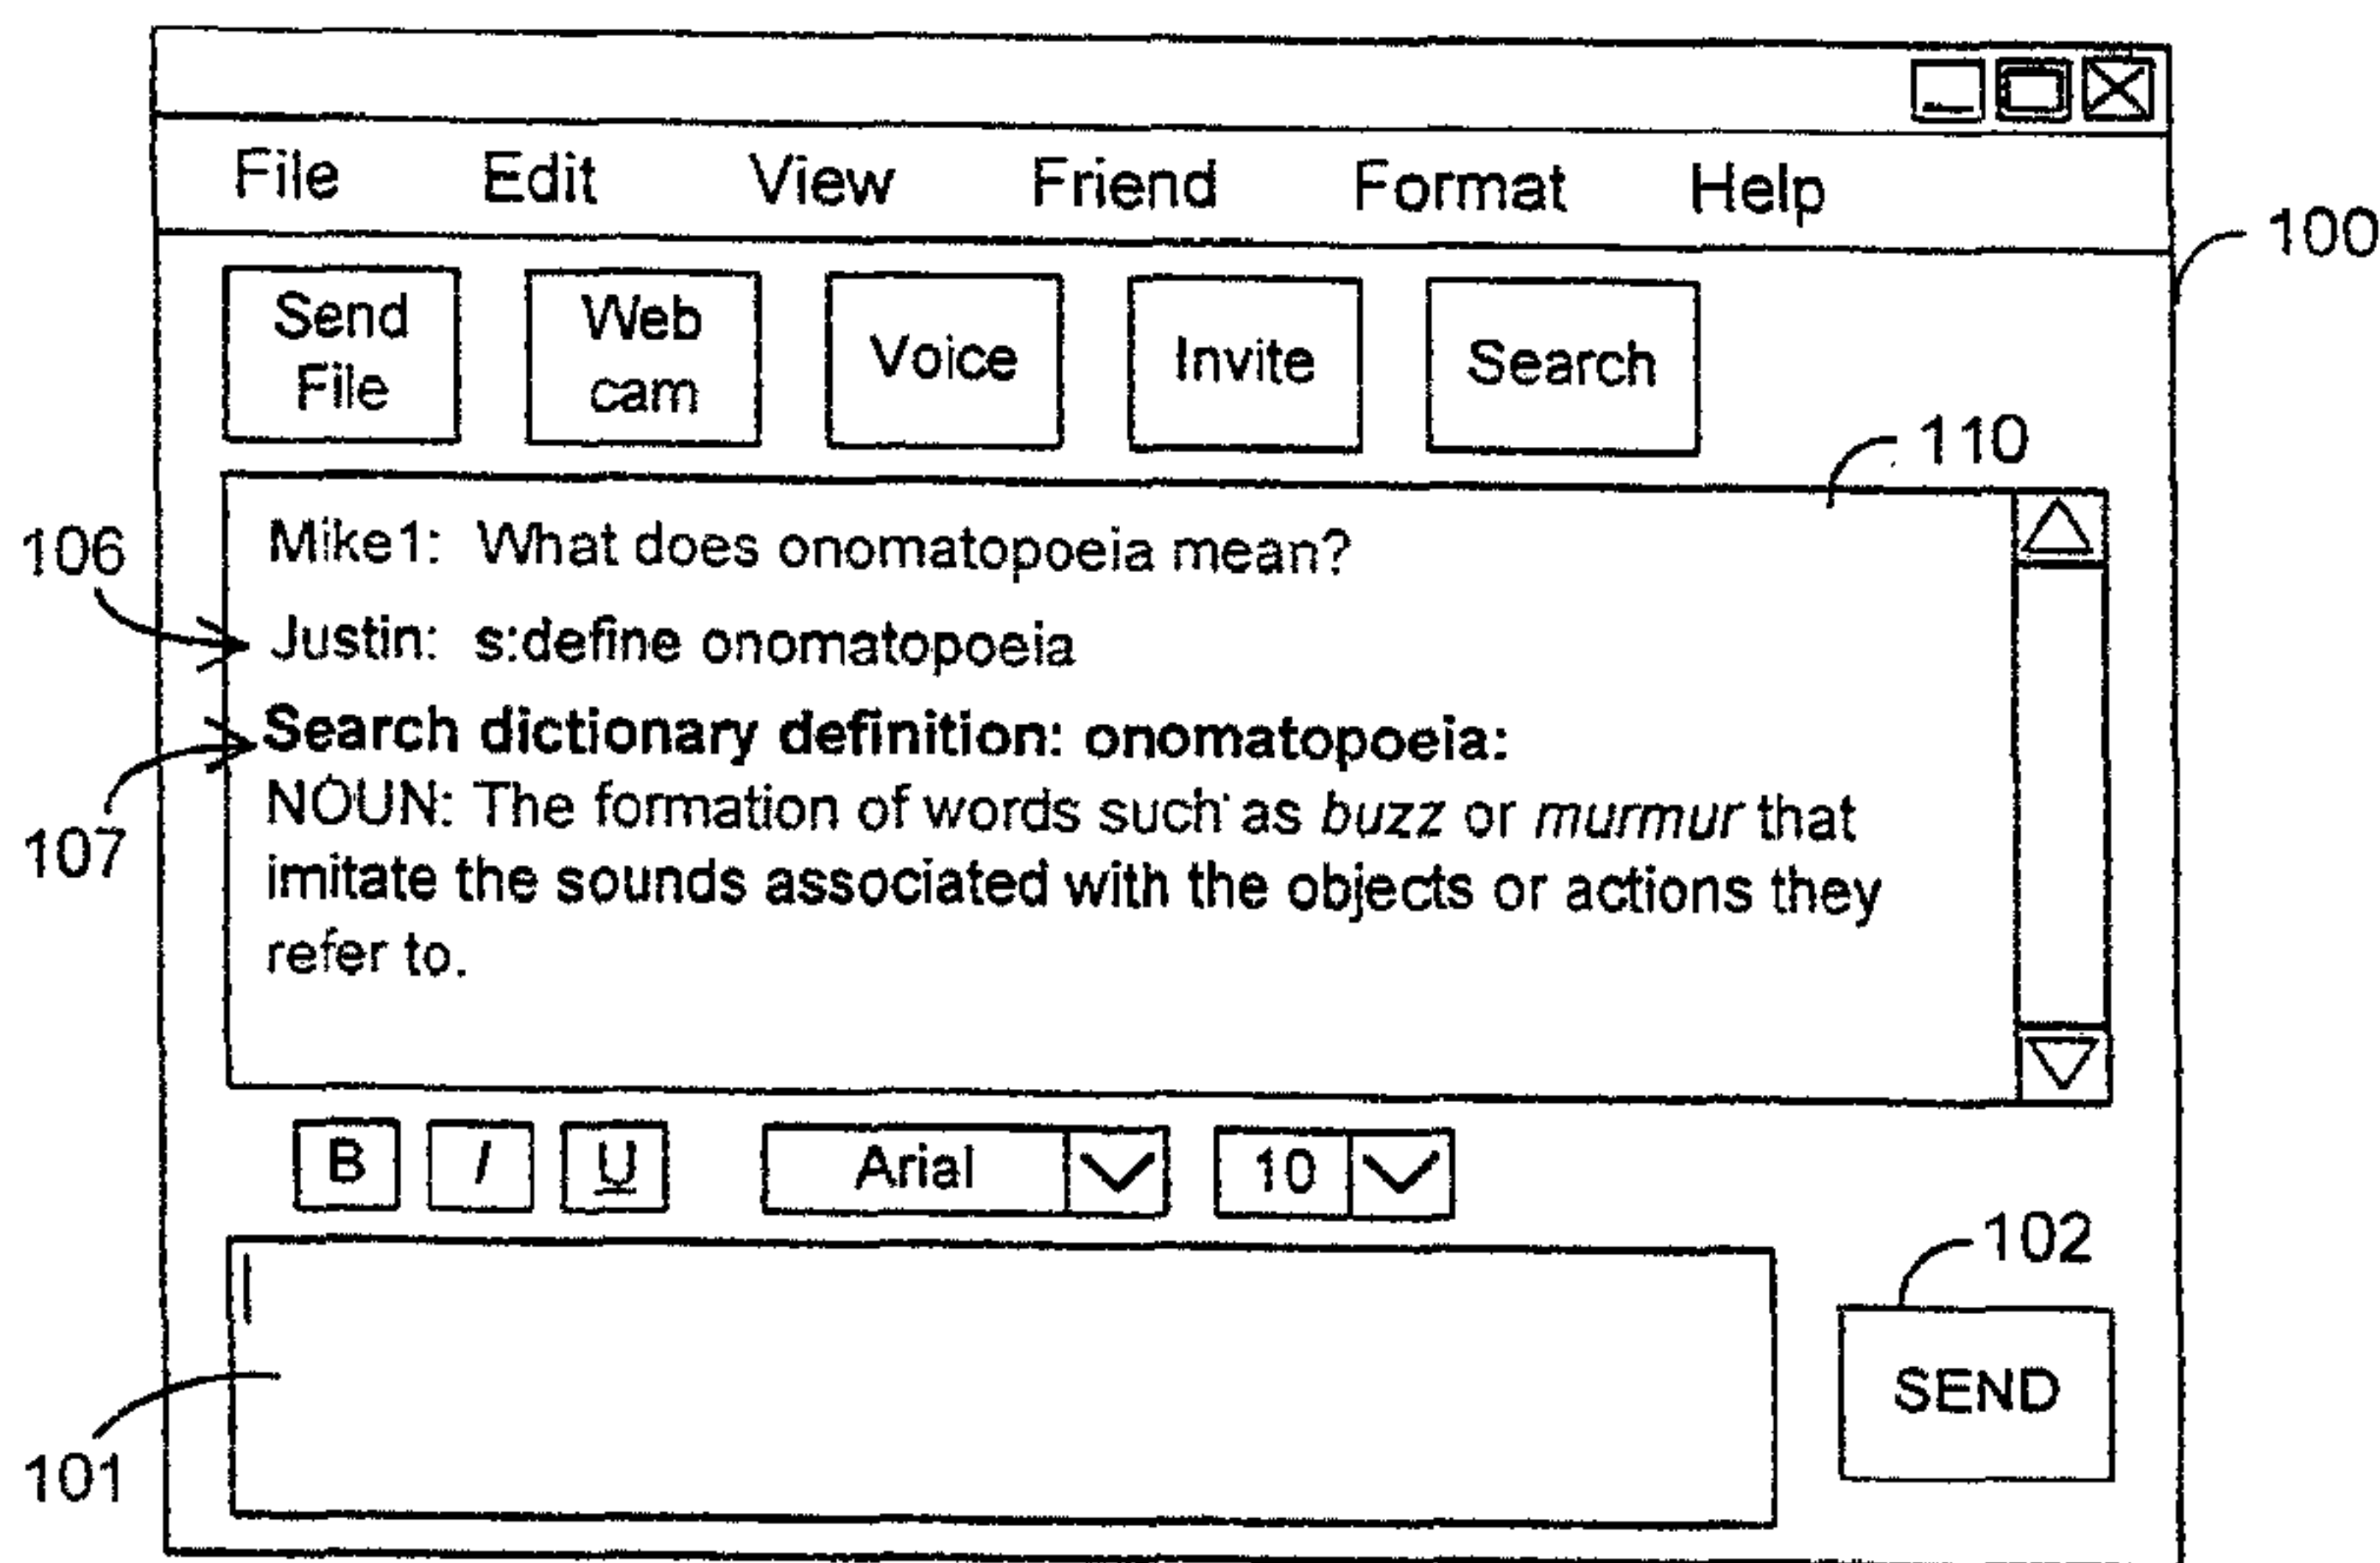 File Edit View Friend Format Help
100
Send File
Web cam
Voice
Invite
Search
110
106
Mike1: What does onomatopoeia mean?
Justin: s:define onomatopoeia
Search dictionary definition: onomatopoeia:
107
NOUN: The formation of words such as buzz or murmur that
imitate the sounds associated with the objects or actions they
refer to.
B I U Arial 10
102
SEND
101